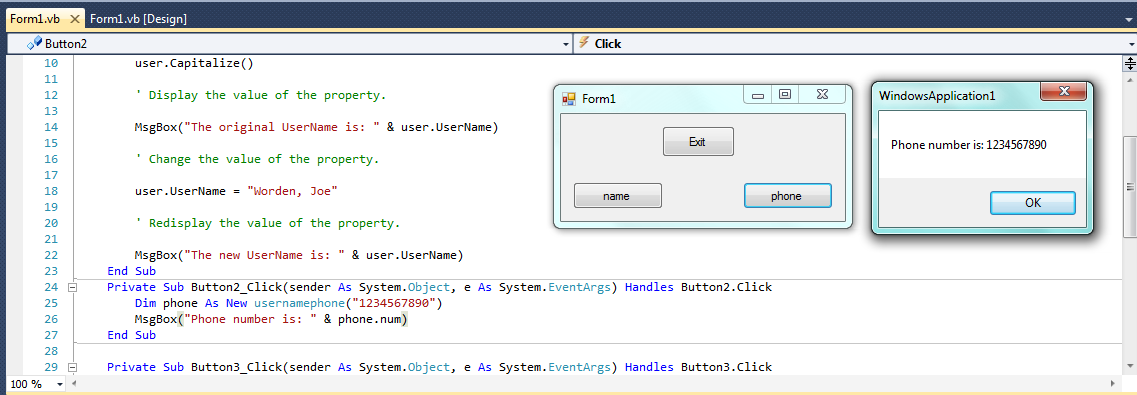 Form1.vb Form1.vb [Design]
Button2 Click
10 user.Capitalize()
11
12 ' Display the value of the property.
13
14 MsgBox("The original UserName is: " & user.UserName)
15
16 ' Change the value of the property.
17
18 user.UserName = "Worden, Joe"
19
20 ' Redisplay the value of the property.
21
22 MsgBox("The new UserName is: " & user.UserName)
23 End Sub
24 Private Sub Button2_Click(sender As System.Object, e As System.EventArgs) Handles Button2.Click
25 Dim phone As New usernamephone("1234567890")
26 MsgBox("Phone number is: " & phone.num)
27 End Sub
28
29 Private Sub Button3_Click(sender As System.Object, e As System.EventArgs) Handles Button3.Click
100 %
Form1
Exit
name phone
WindowsApplication1
Phone number is: 1234567890
OK